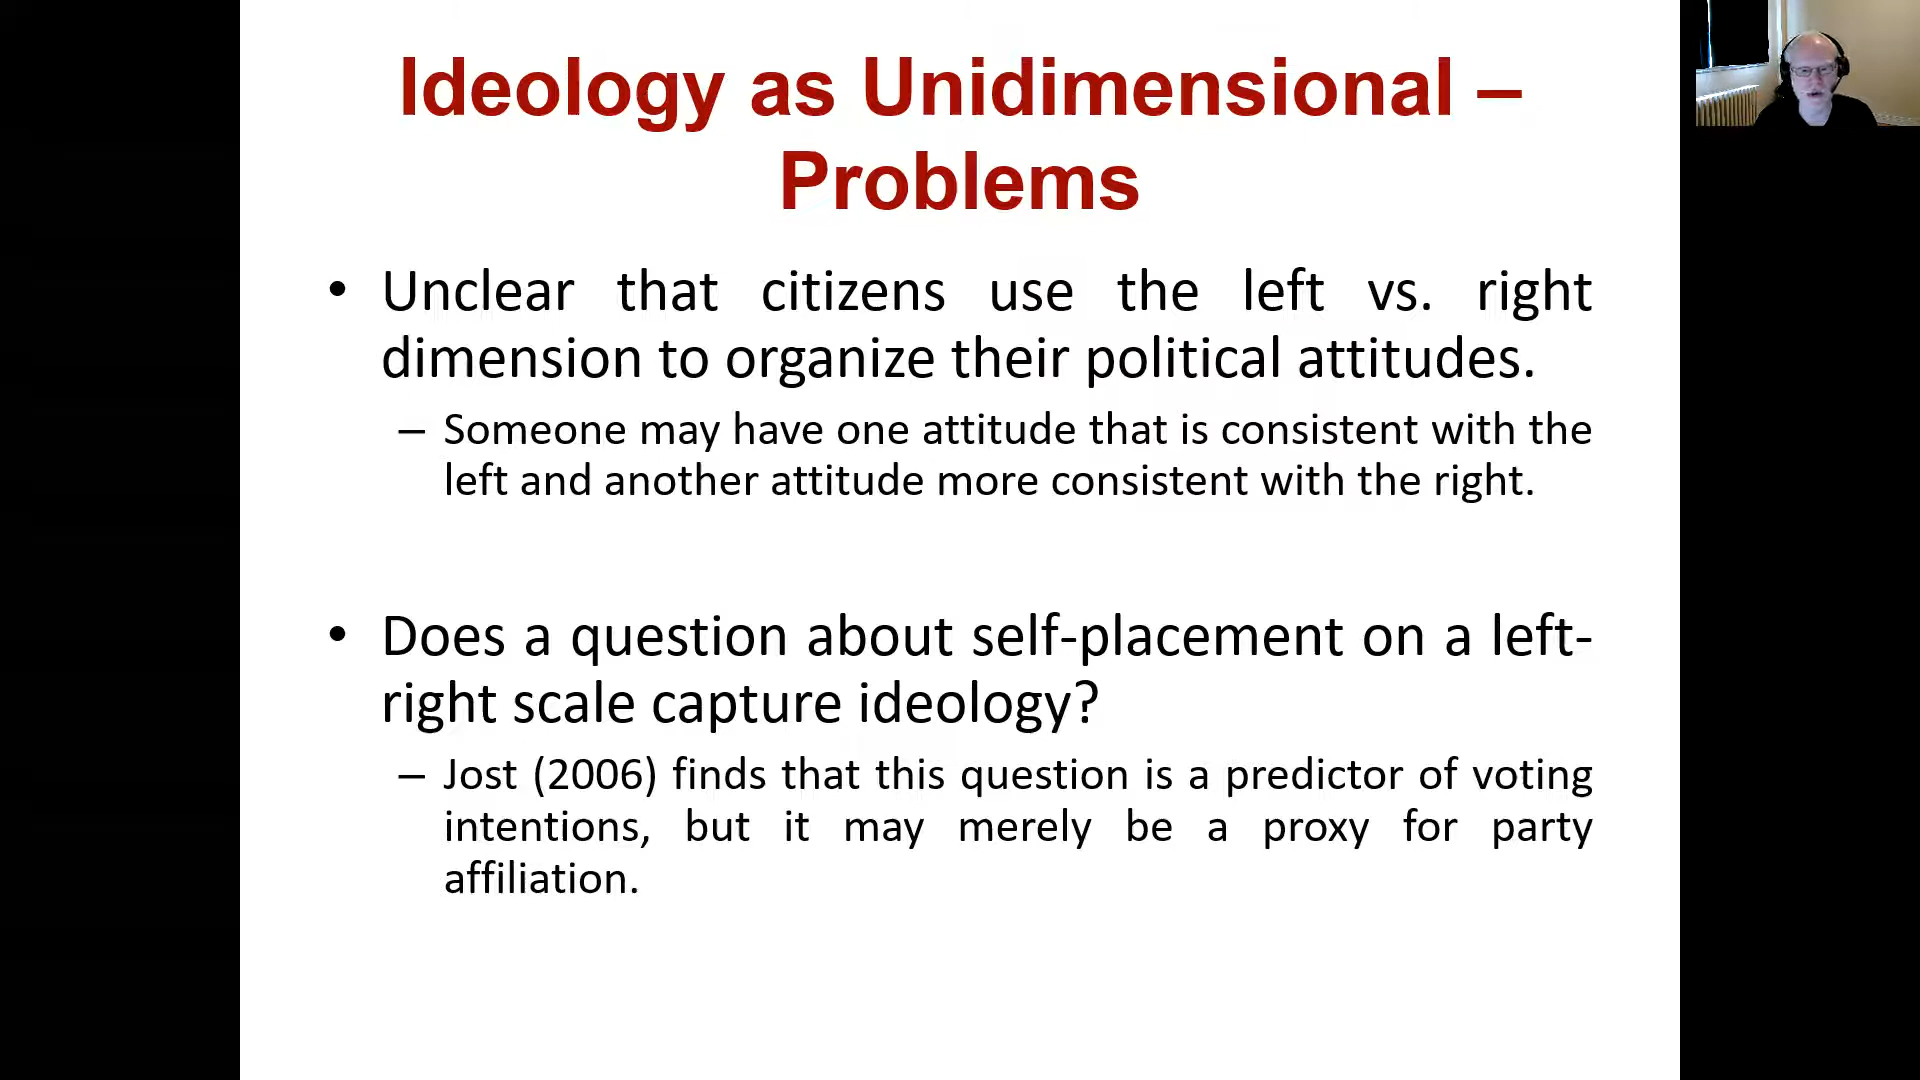 Ideology as Unidimensional –
Problems
• Unclear that citizens use the left vs. right
dimension to organize their political attitudes.
– Someone may have one attitude that is consistent with the
left and another attitude more consistent with the right.
• Does a question about self-placement on a left-
right scale capture ideology?
– Jost (2006) finds that this question is a predictor of voting
intentions, but it may merely be a proxy for party
affiliation.